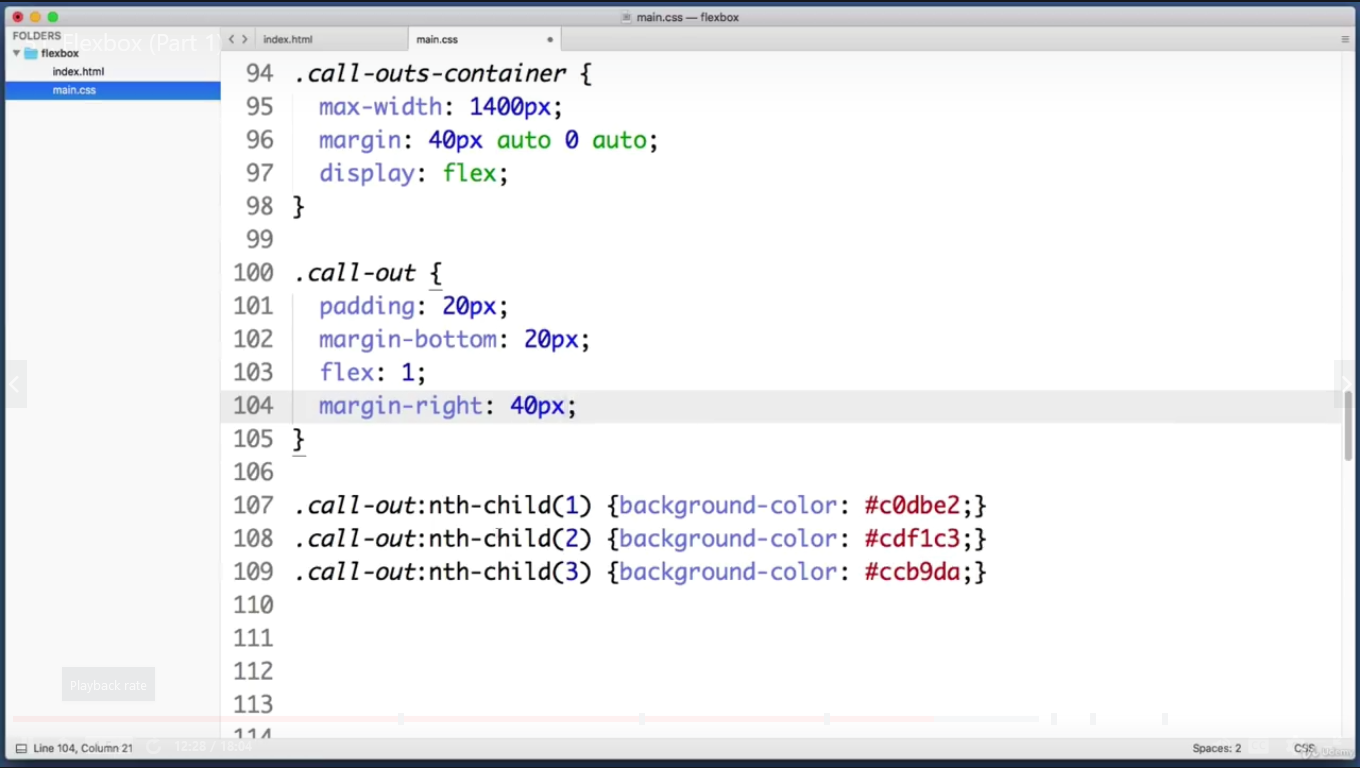 main.css — flexbox
FOLDERS
Flexbox (Part 1)
flexbox
index.html
main.css
index.html
main.css
94 .call-outs-container {
95 max-width: 1400px;
96 margin: 40px auto 0 auto;
97 display: flex;
98 }
99
100 .call-out {
101 padding: 20px;
102 margin-bottom: 20px;
103 flex: 1;
104 margin-right: 40px;
105 }
106
107 .call-out:nth-child(1) {background-color: #c0dbe2;}
108 .call-out:nth-child(2) {background-color: #cdf1c3;}
109 .call-out:nth-child(3) {background-color: #ccb9da;}
110
111
112
113
114
Playback rate
12:28 / 18:04
Line 104, Column 21
Spaces: 2
CSS
Udemy